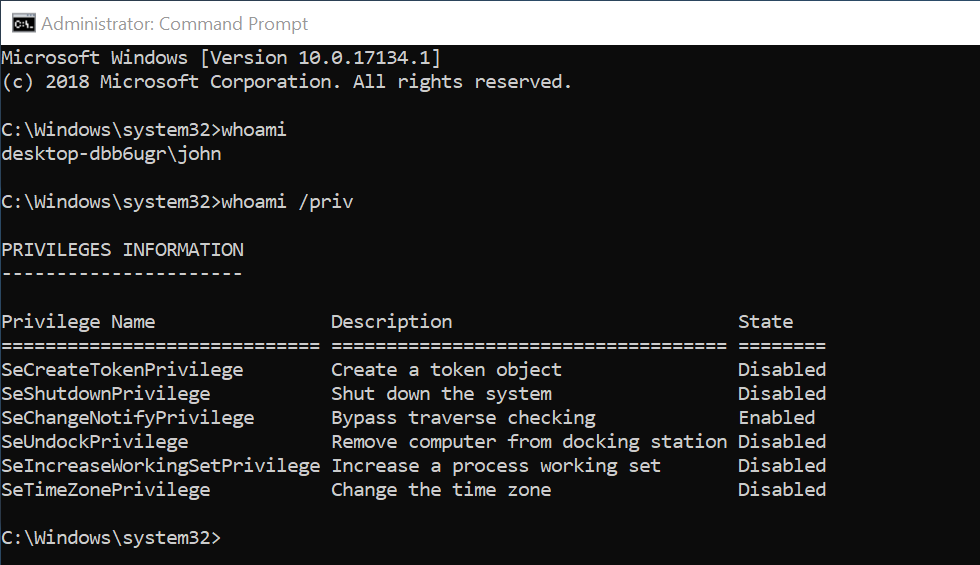 Administrator: Command Prompt
Microsoft Windows [Version 10.0.17134.1]
(c) 2018 Microsoft Corporation. All rights reserved.
C:\Windows\system32>whoami
desktop-dbb6ugr\john
C:\Windows\system32>whoami /priv
PRIVILEGES INFORMATION
----------------------
Privilege Name                Description                          State
============================= ==================================== ========
SeCreateTokenPrivilege        Create a token object                Disabled
SeShutdownPrivilege           Shut down the system                 Disabled
SeChangeNotifyPrivilege       Bypass traverse checking             Enabled
SeUndockPrivilege             Remove computer from docking station Disabled
SeIncreaseWorkingSetPrivilege Increase a process working set       Disabled
SeTimeZonePrivilege           Change the time zone                 Disabled
C:\Windows\system32>